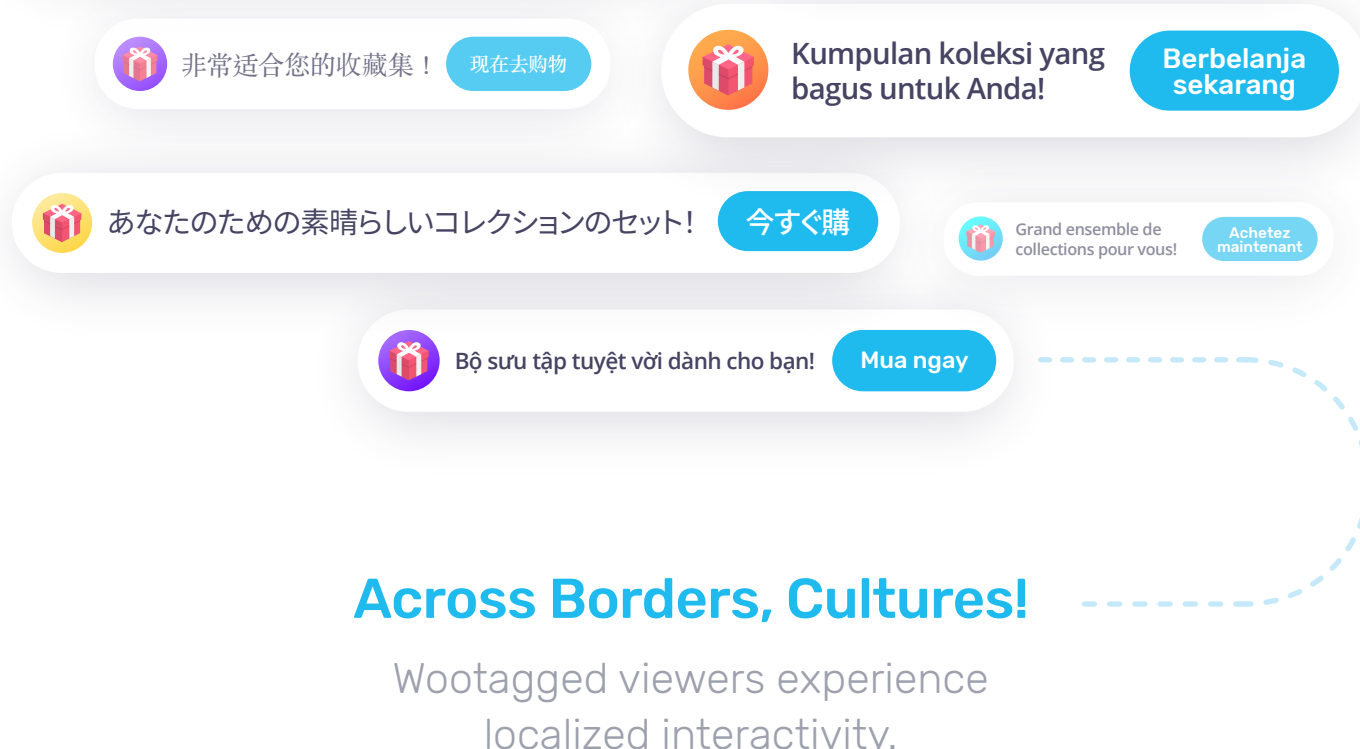 非常适合您的收藏集！
现在去购物
Kumpulan koleksi yang
bagus untuk Anda!
Berbelanja
sekarang
あなたのための素晴らしいコレクションのセット！
今すぐ購
Grand ensemble de
collections pour vous!
Achetez
maintenant
Bộ sưu tập tuyệt vời dành cho bạn!
Mua ngay
Across Borders, Cultures!
Wootagged viewers experience
localized interactivity.